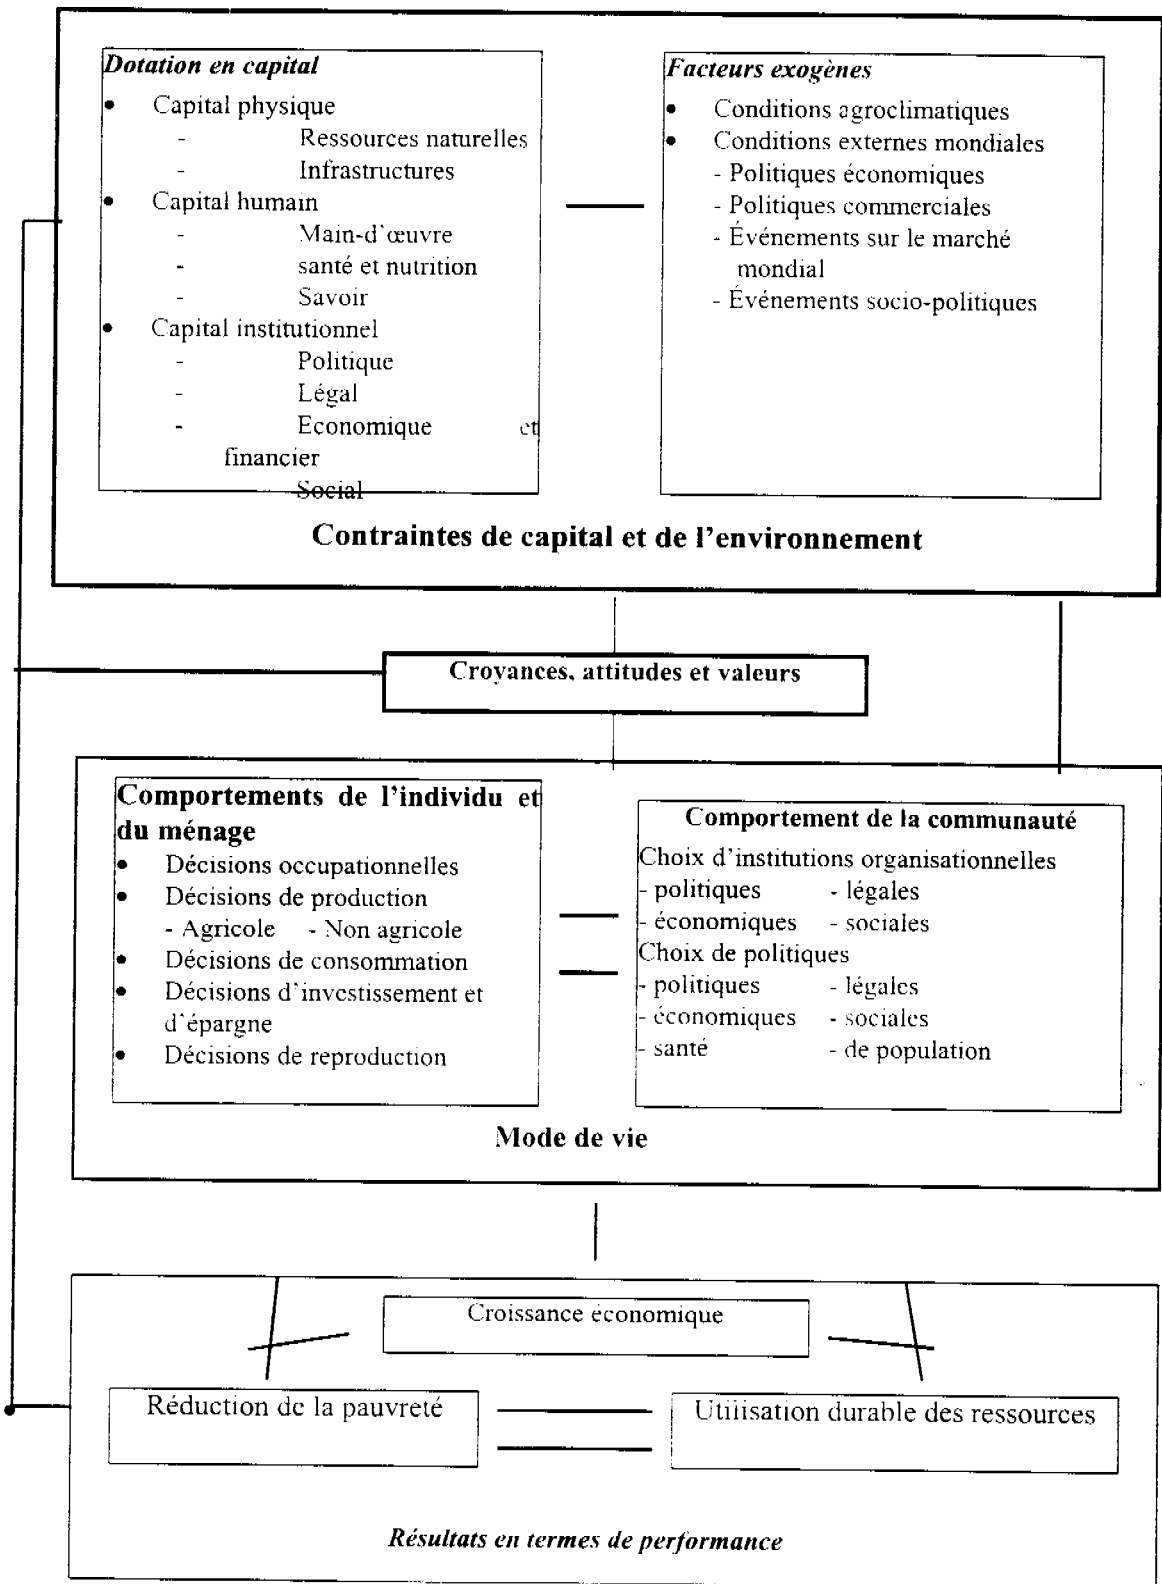 Dotation en capital
• Capital physique
- Ressources naturelles
- Infrastructures
• Capital humain
- Main-d'œuvre
- santé et nutrition
- Savoir
• Capital institutionnel
- Politique
- Légal
- Economique et
financier
Social
Facteurs exogènes
• Conditions agroclimatiques
• Conditions externes mondiales
- Politiques économiques
- Politiques commerciales
- Événements sur le marché
mondial
- Événements socio-politiques
Contraintes de capital et de l'environnement
Croyances, attitudes et valeurs
Comportements de l'individu et
du ménage
• Décisions occupationnelles
• Décisions de production
- Agricole - Non agricole
• Décisions de consommation
• Décisions d'investissement et
d'épargne
• Décisions de reproduction
Comportement de la communauté
Choix d'institutions organisationnelles
- politiques - légales
- économiques - sociales
Choix de politiques
- politiques - légales
- économiques - sociales
- santé - de population
Mode de vie
Croissance économique
Réduction de la pauvreté
Utilisation durable des ressources
Résultats en termes de performance